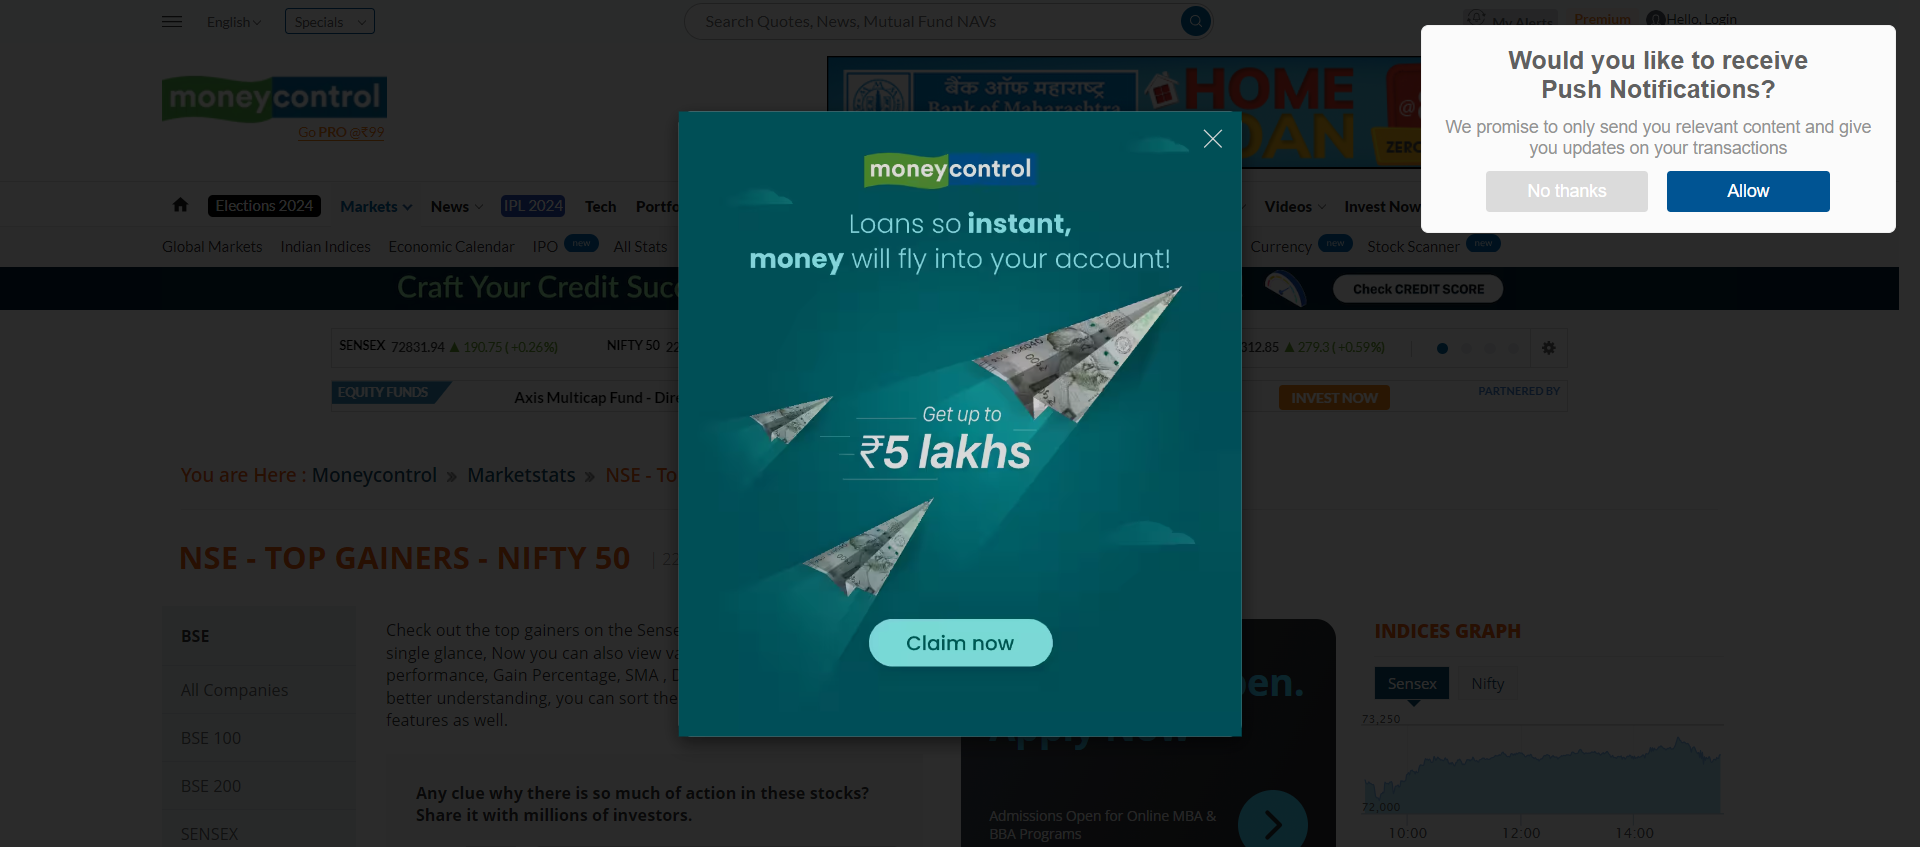 English
Specials
Search Quotes, News, Mutual Fund NAVs
My Alerts
Premium
Hello, Login
Would you like to receive
Push Notifications?
We promise to only send you relevant content and give
you updates on your transactions
No thanks
Allow
moneycontrol
Go PRO @₹99
बैंक ऑफ महाराष्ट्र
Bank of Maharashtra
HOME
ZERO
moneycontrol
Loans so instant,
money will fly into your account!
Get up to
₹5 lakhs
Claim now
Elections 2024
Markets
News
IPL 2024
Tech
Videos
Invest Now
Global Markets
Indian Indices
Economic Calendar
IPO
new
All Stats
Currency
new
Stock Scanner
new
Craft Your Credit
Check CREDIT SCORE
SENSEX 72831.94 ▲ 190.75 ( +0.26%)
NIFTY 50
312.85 ▲ 279.3 ( +0.59%)
EQUITY FUNDS
Axis Multicap Fund -
INVEST NOW
PARTNERED BY
You are Here : Moneycontrol » Marketstats » NSE -
NSE - TOP GAINERS - NIFTY 50
| 22
BSE
All Companies
BSE 100
BSE 200
SENSEX
Check out the top gainers on the
single glance, Now you can also view
performance, Gain Percentage, SMA ,
better understanding, you can sort the
features as well.
Any clue why there is so much of action in these stocks?
Share it with millions of investors.
Apply Now
Admissions Open for Online MBA &
BBA Programs
INDICES GRAPH
Sensex
Nifty
73,250
72,000
10:00
12:00
14:00